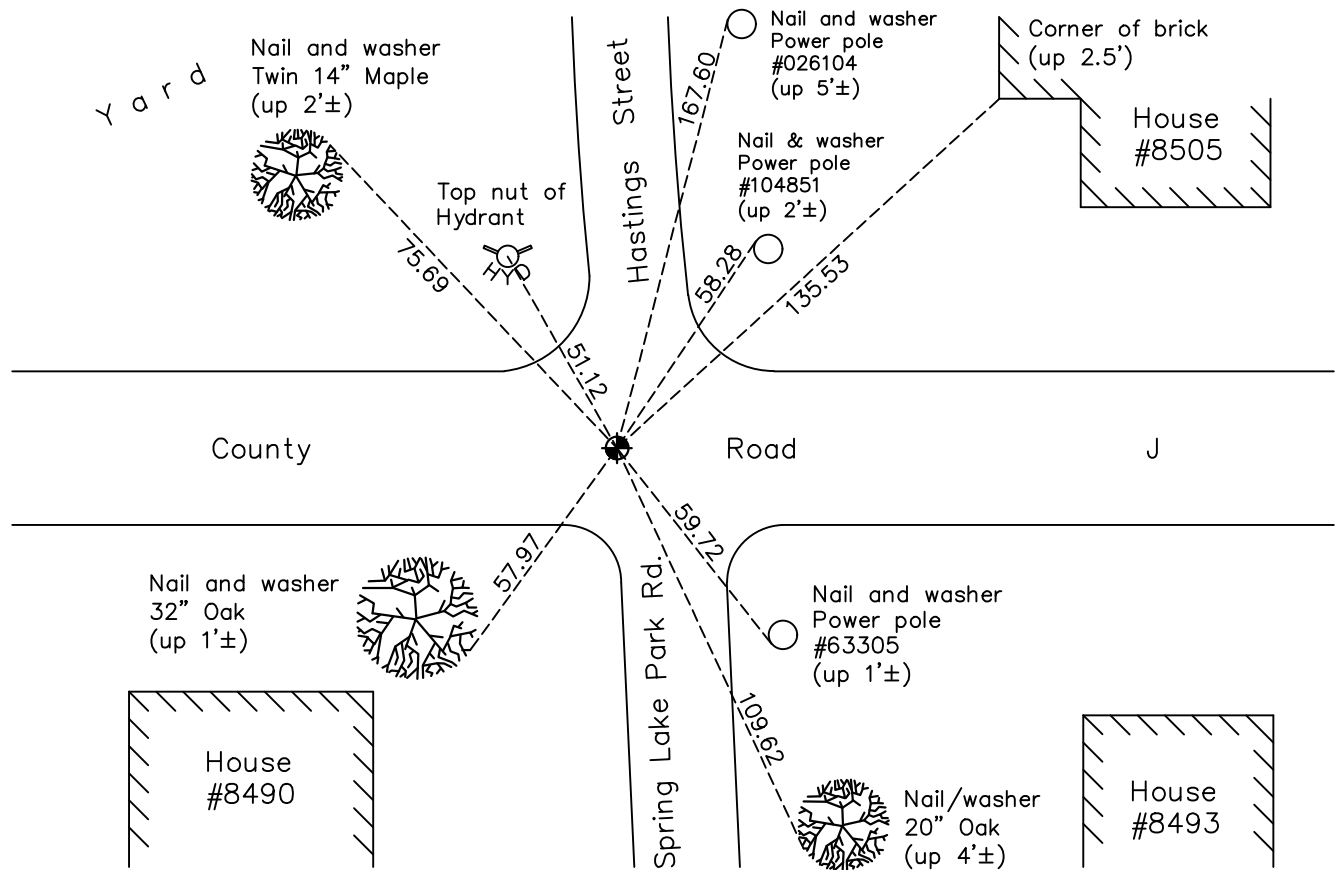 Yard
Nail and washer
Twin 14" Maple
(up 2'±)
Top nut of
Hydrant
HYD
Hastings Street
Nail and washer
Power pole
#026104
(up 5'±)
Nail & washer
Power pole
#104851
(up 2'±)
Corner of brick
(up 2.5')
House
#8505
75.69
51.12
167.60
58.28
135.53
County Road J
57.97
59.72
109.62
Nail and washer
32" Oak
(up 1'±)
Spring Lake Park Rd.
Nail and washer
Power pole
#63305
(up 1'±)
House
#8490
Nail/washer
20" Oak
(up 4'±)
House
#8493